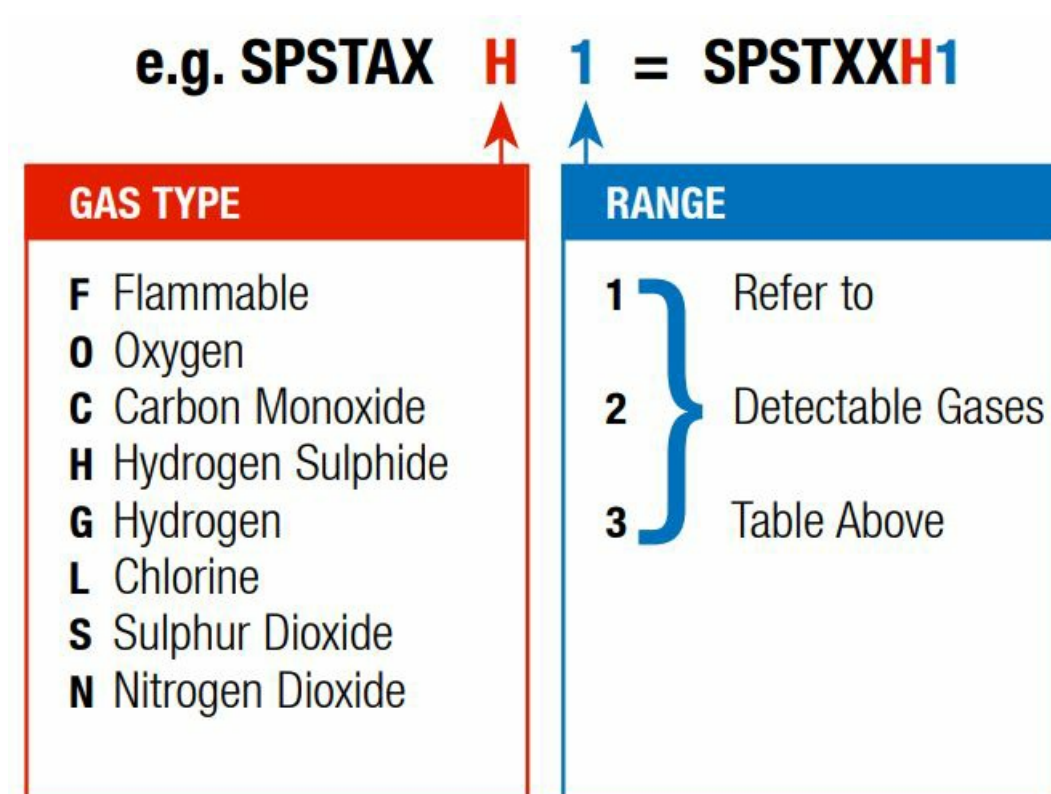 e.g. SPSTAX H 1 = SPSTXXH1
GAS TYPE
F Flammable
O Oxygen
C Carbon Monoxide
H Hydrogen Sulphide
G Hydrogen
L Chlorine
S Sulphur Dioxide
N Nitrogen Dioxide
RANGE
1 Refer to
2 Detectable Gases
3 Table Above